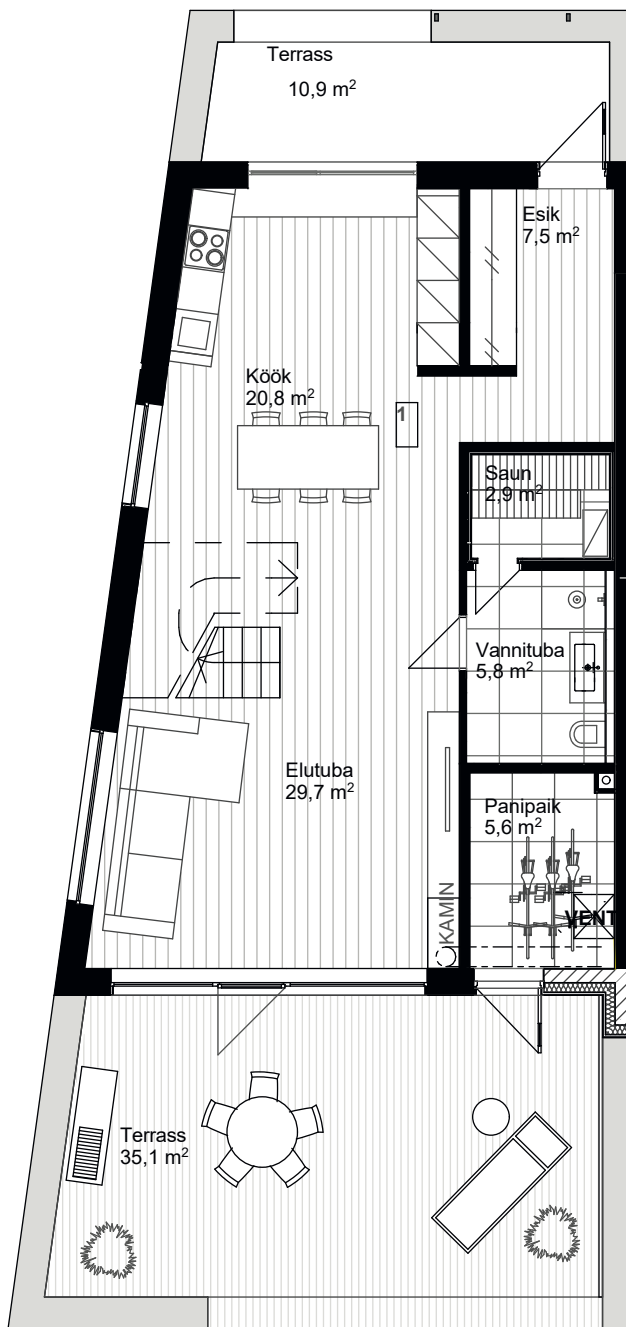 Terrass
10,9 m²
Esik
7,5 m²
Köök
20,8 m²
1
Saun
2,9 m²
Vannituba
5,8 m²
Elutuba
29,7 m²
Panipaik
5,6 m²
KAMIN
VENT
Terrass
35,1 m²